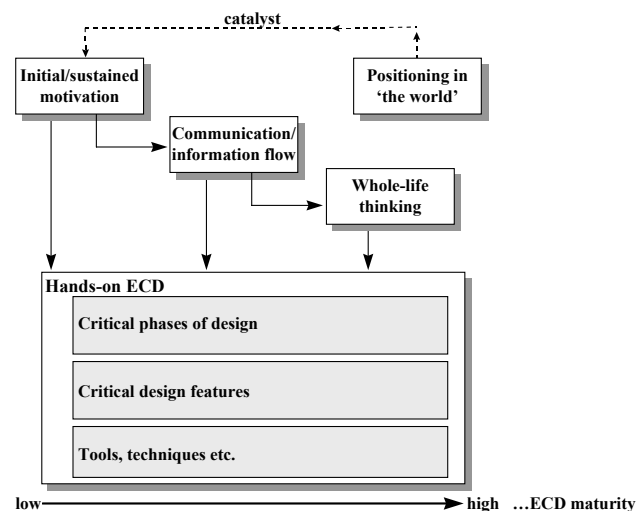 catalyst
Initial/sustained
motivation
Positioning in
‘the world’
Communication/
information flow
Whole-life
thinking
Hands-on ECD
Critical phases of design
Critical design features
Tools, techniques etc.
low
high …ECD maturity